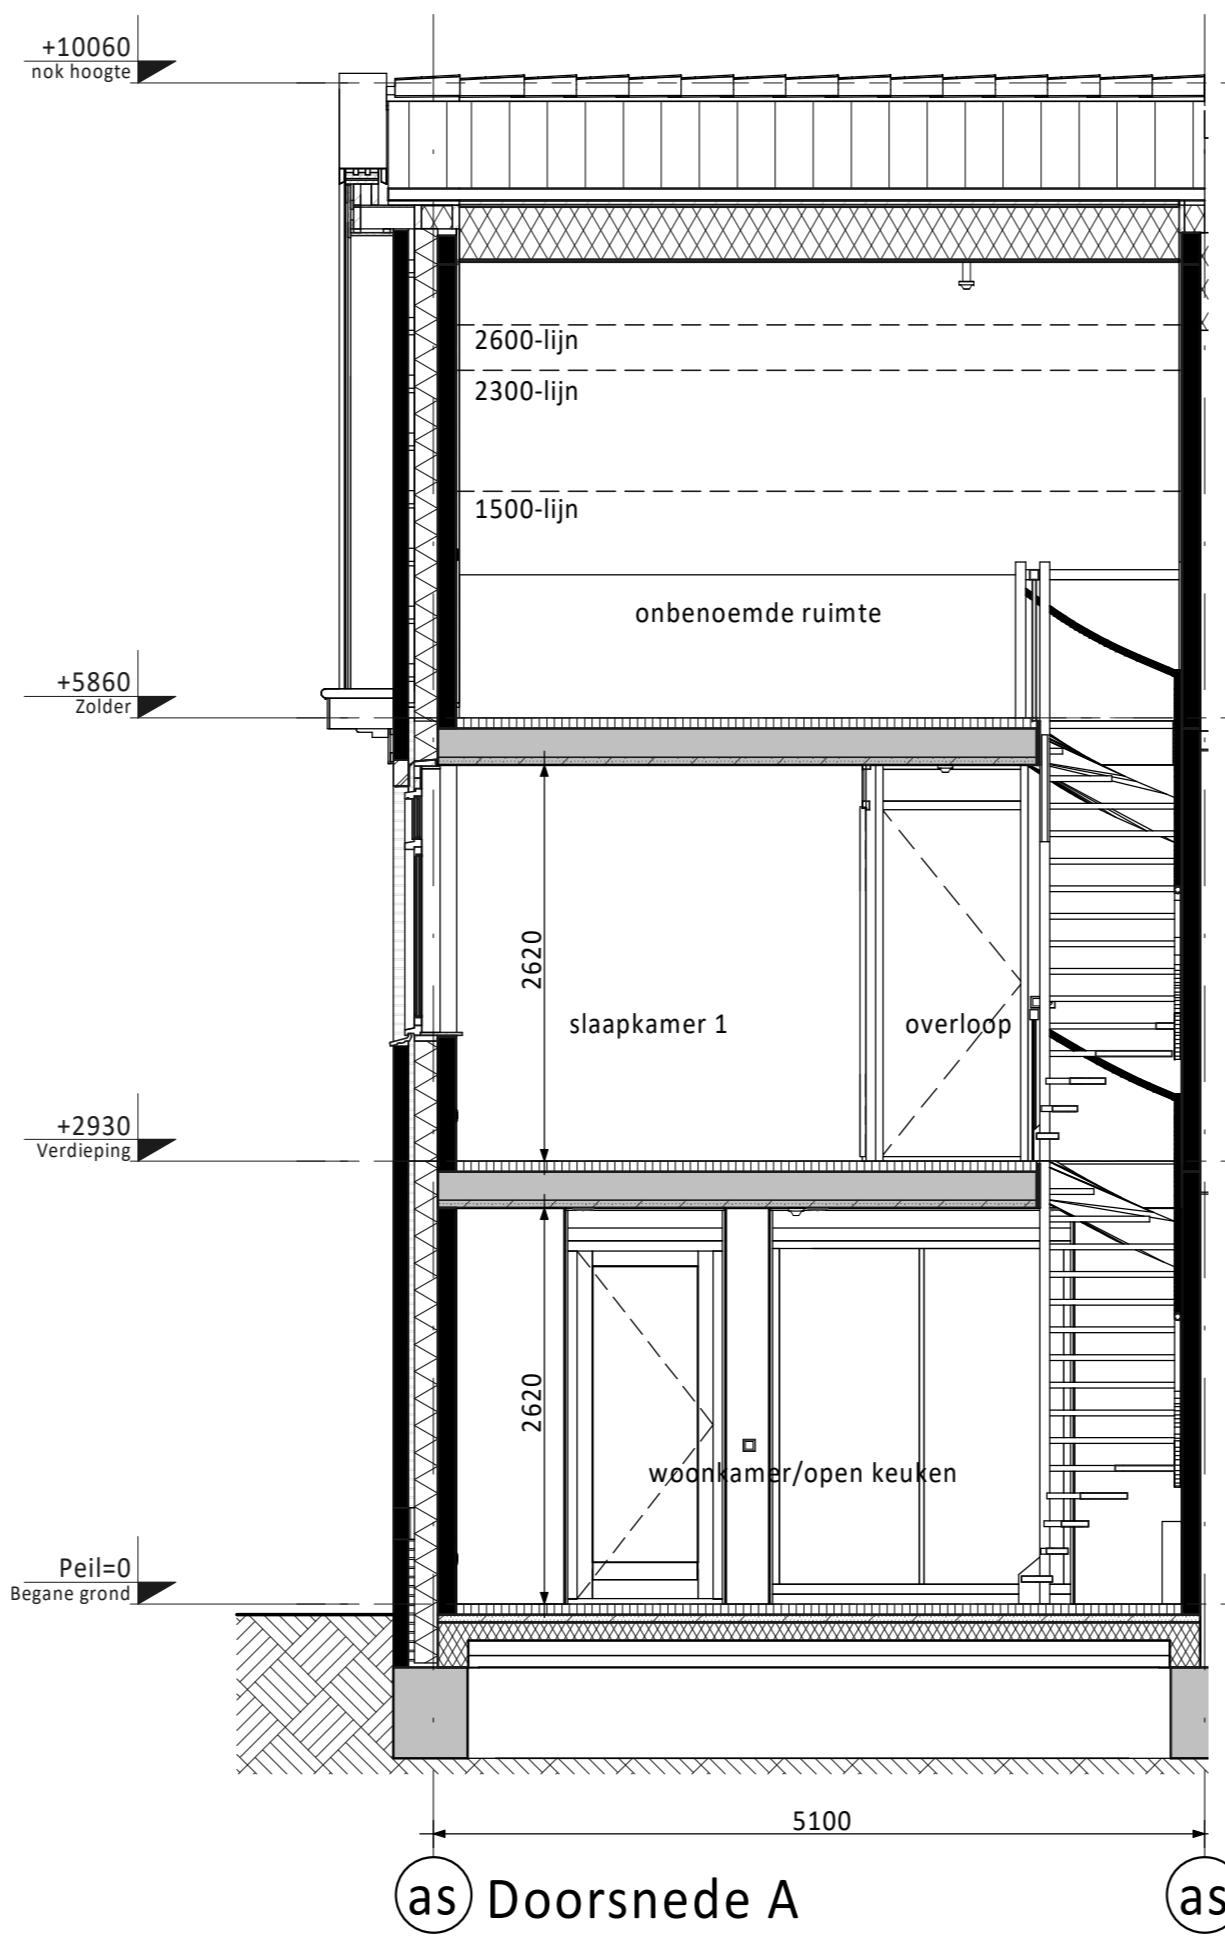 +10060
nok hoogte
2600-lijn
2300-lijn
1500-lijn
onbenoemde ruimte
+5860
Zolder
2620
slaapkamer 1
overloop
+2930
Verdieping
2620
woonkamer/open keuken
Peil=0
Begane grond
5100
as
Doorsnede A
as